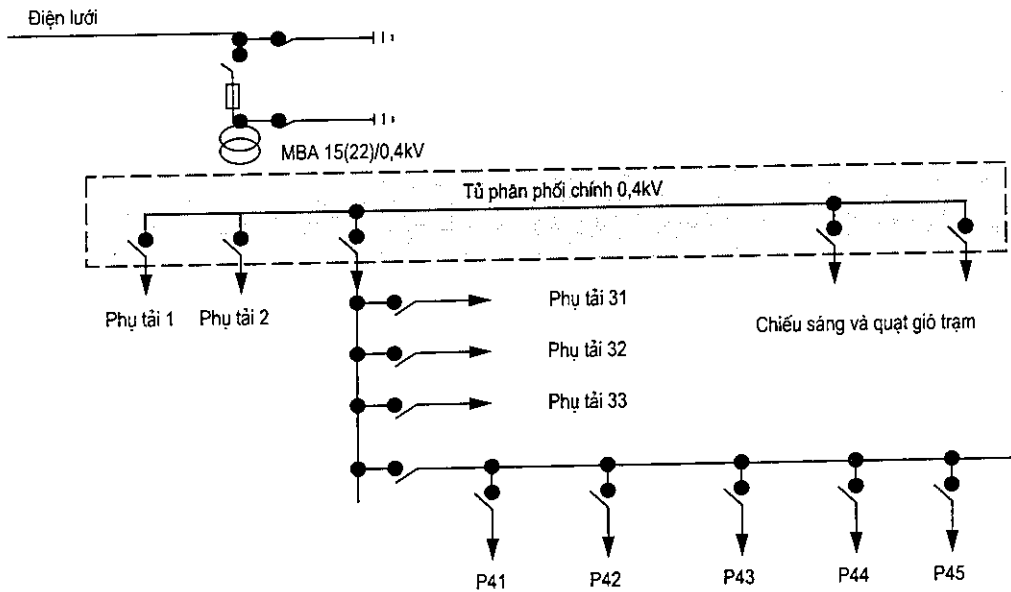 Điện lưới
MBA 15(22)/0,4kV
Tủ phân phối chính 0,4kV
Phụ tải 1
Phụ tải 2
Phụ tải 31
Chiếu sáng và quạt gió trạm
Phụ tải 32
Phụ tải 33
P41
P42
P43
P44
P45